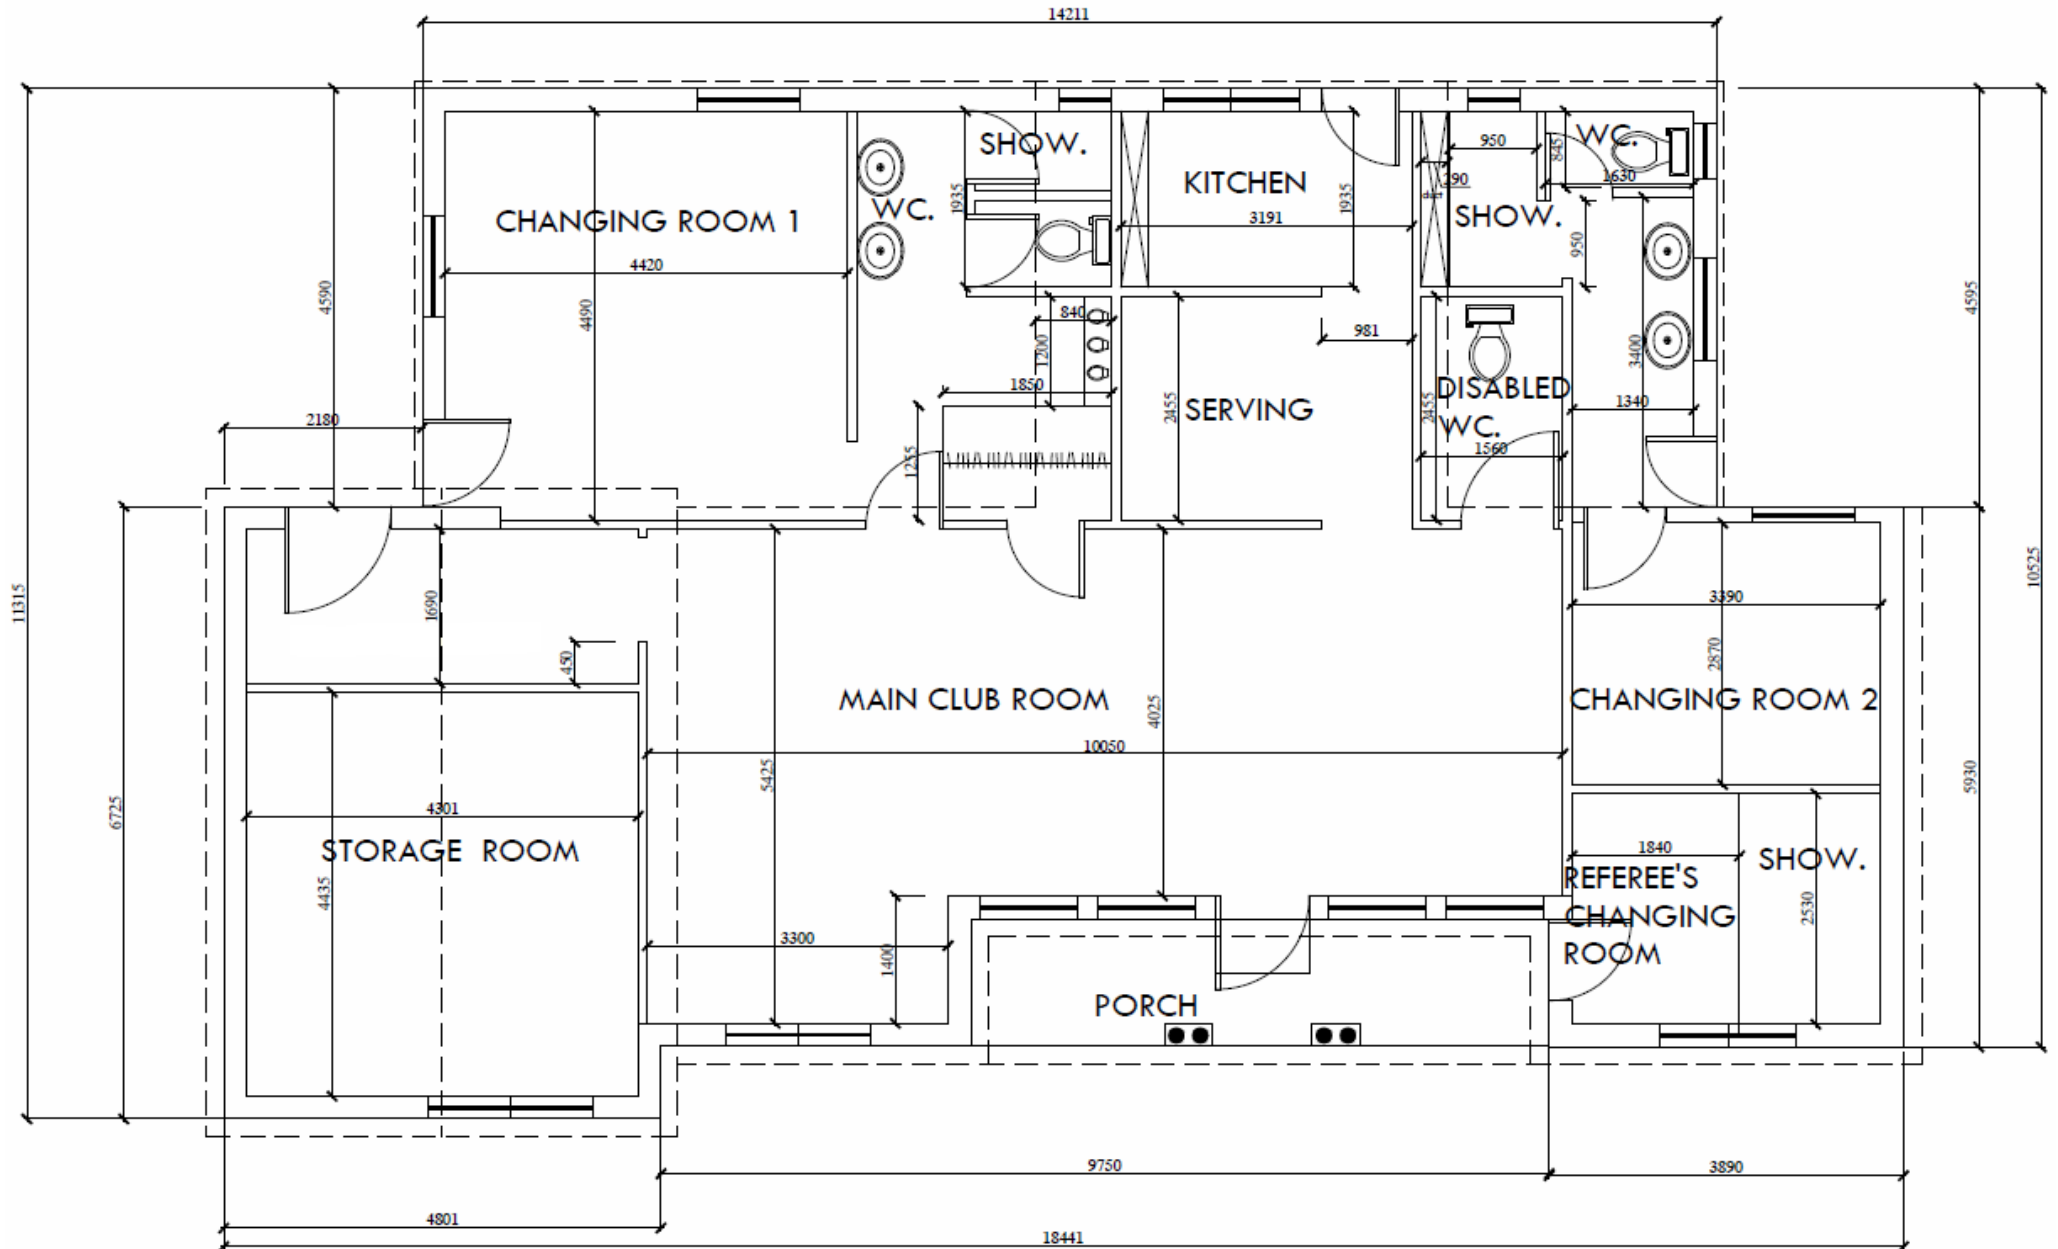 14211
SHOW.
WC.
950
845
KITCHEN
290
1630
CHANGING ROOM 1
WC.
1935
1935
3191
SHOW.
950
4420
4590
4490
840
981
4595
1200
3400
1850
DISABLED
WC.
2180
2455
SERVING
2455
1340
1255
1560
11315
10525
1690
3390
450
2870
MAIN CLUB ROOM
CHANGING ROOM 2
4025
10050
5425
5930
6725
4301
STORAGE ROOM
1840
SHOW.
4435
REFEREE'S
CHANGING
ROOM
2530
3300
1400
PORCH
9750
3890
4801
18441